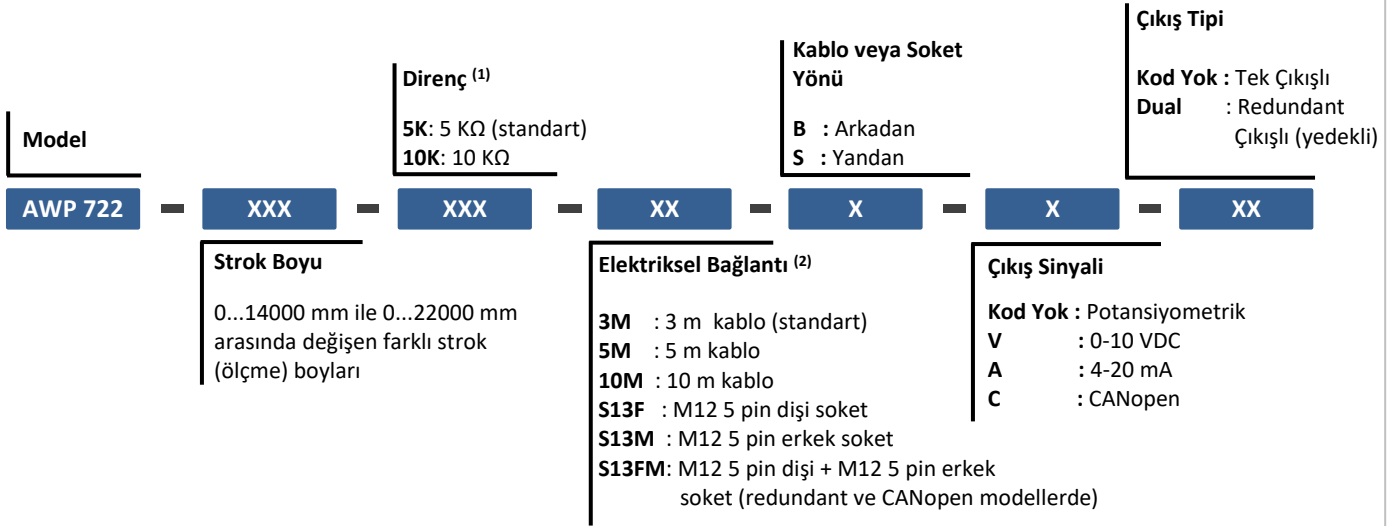 Model
Direnç (1)
5K: 5 KΩ (standart)
10K: 10 KΩ
Kablo veya Soket
Yönü
B : Arkadan
S : Yandan
Çıkış Tipi
Kod Yok : Tek Çıkışlı
Dual : Redundant
Çıkışlı (yedekli)
AWP 722 – XXX – XXX – XX – X – X – XX
Strok Boyu
0...14000 mm ile 0...22000 mm
arasında değişen farklı strok
(ölçme) boyları
Elektriksel Bağlantı (2)
3M : 3 m kablo (standart)
5M : 5 m kablo
10M : 10 m kablo
S13F : M12 5 pin dişi soket
S13M : M12 5 pin erkek soket
S13FM: M12 5 pin dişi + M12 5 pin erkek
soket (redundant ve CANopen modellerde)
Çıkış Sinyali
Kod Yok : Potansiyometrik
V : 0-10 VDC
A : 4-20 mA
C : CANopen